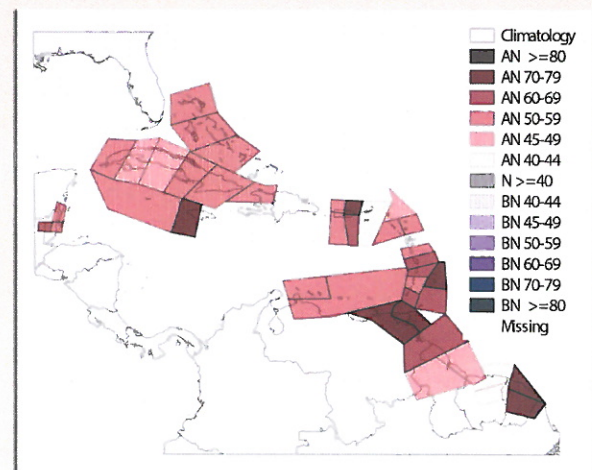 Climatology
AN >=80
AN 70-79
AN 60-69
AN 50-59
AN 45-49
AN 40-44
N >=40
BN 40-44
BN 45-49
BN 50-59
BN 60-69
BN 70-79
BN >=80
Missing